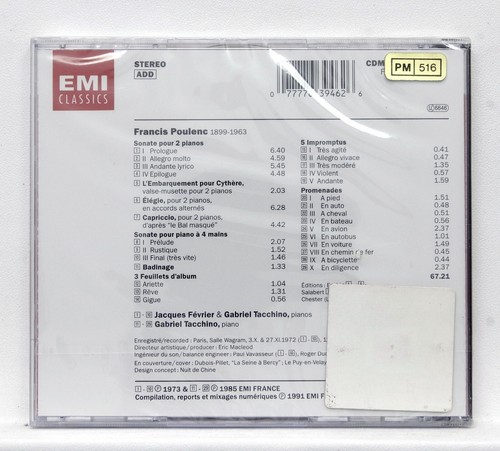 EMI
CLASSICS
STEREO
ADD
CDM
PM 516
0 77777 39462 6
Francis Poulenc 1899-1963
Sonate pour 2 pianos
I Prologue 6.40
II Allegro molto 4.59
III Andante lyrico 5.45
IV Epilogue 4.48
L'Embarquement pour Cythère,
valse-musette pour 2 pianos 2.03
Élégie, pour 2 pianos,
en accords alternés 6.28
Capriccio, pour 2 pianos,
d'après "le Bal masqué" 4.42
Sonate pour piano à 4 mains
I Prélude 2.07
II Rustique 1.52
III Final (très vite) 1.46
Badinage 1.33
3 Feuillets d'album
Ariette 1.04
Rêve 1.31
Gigue 0.56
5 Impromptus
I Très agité 0.41
II Allegro vivace 0.47
III Très modéré 1.35
IV Violent 0.57
V Andante 1.59
Promenades
I A pied 1.51
II En auto 0.48
III A cheval 0.51
IV En bateau 0.56
V En avion 2.37
VI En autobus 1.01
VII En voiture 1.49
VIII En chemin de fer 0.45
IX A bicyclette 0.44
X En diligence 2.37
67.21
Jacques Février & Gabriel Tacchino, pianos
Gabriel Tacchino, piano
Enregistré/recorded : Paris, Salle Wagram, 3.X. & 27.XI.1972
Directeur artistique / producer : Eric Macleod
Ingénieur du son / balance engineer : Paul Vavasseur
En couverture / cover : Dubois-Pillet, "La Seine à Bercy" : Le Puy-en-Velay
Design concept : Nuit de Chine
℗ 1973 & ℗ 1985 EMI FRANCE
Compilation, reports et mixages numériques ℗ 1991 EMI